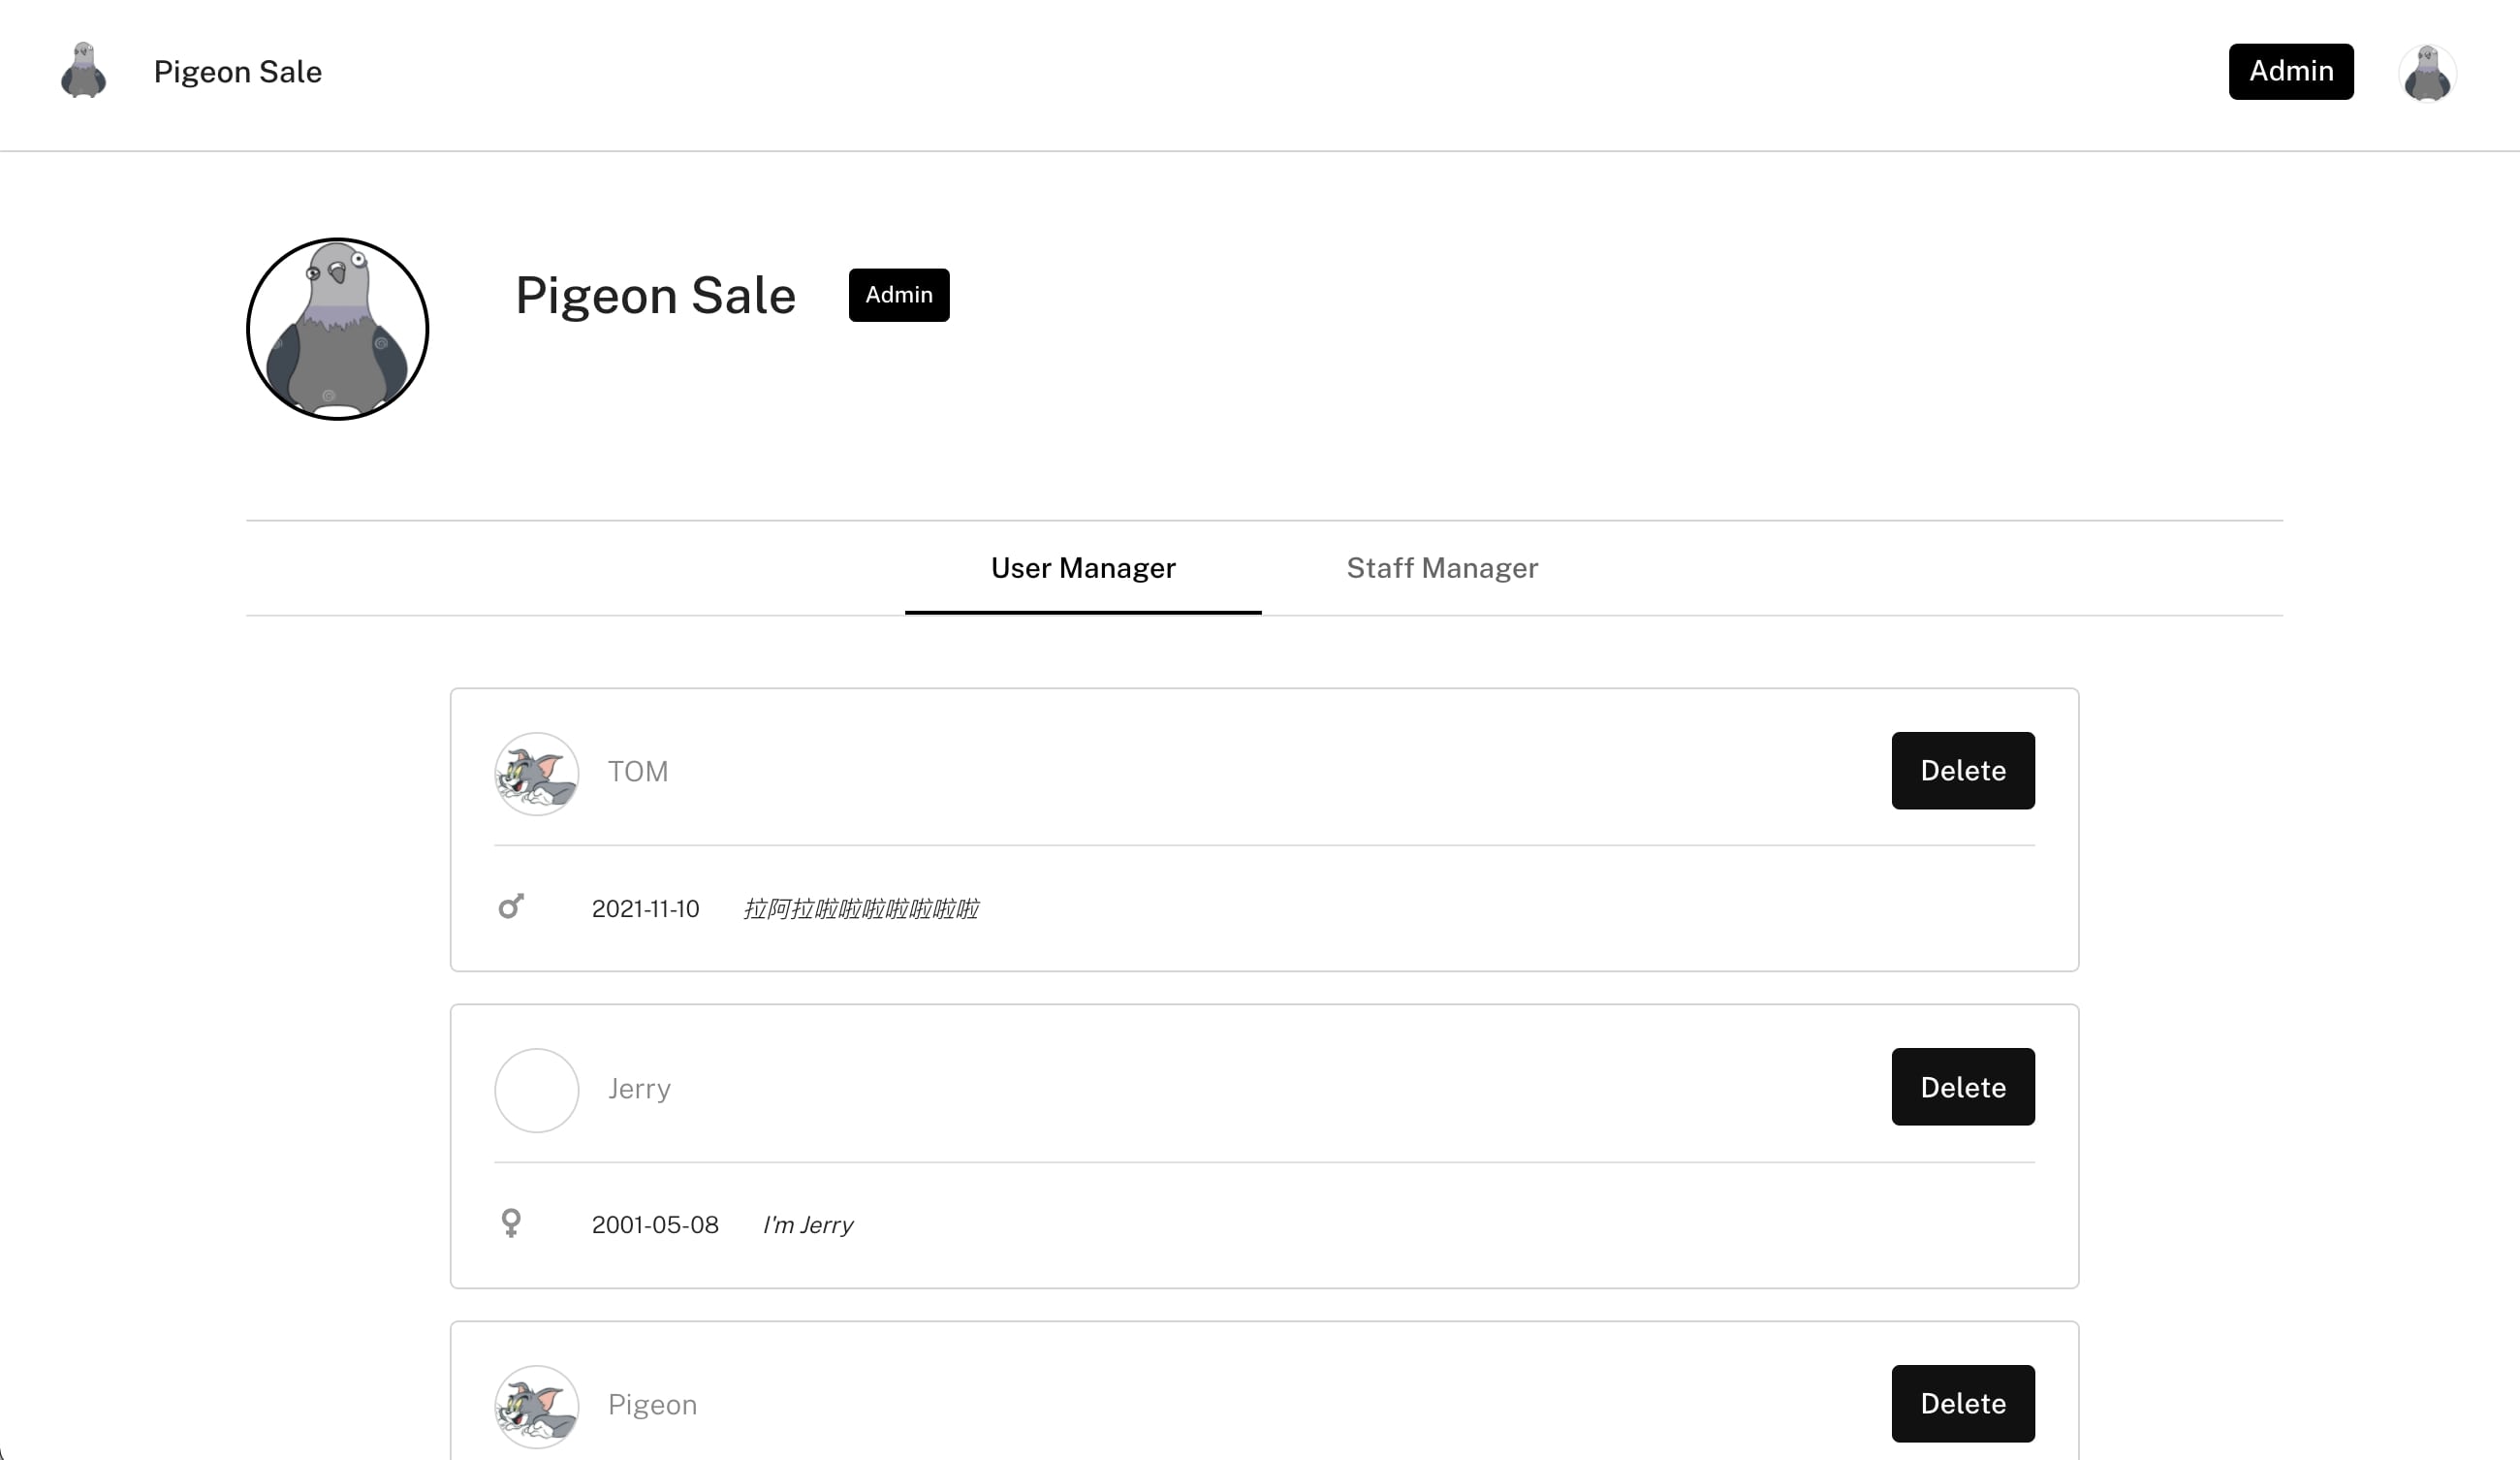 Pigeon Sale
Admin
Pigeon Sale
Admin
User Manager
Staff Manager
TOM
Delete
2021-11-10
拉阿拉啦啦啦啦啦啦啦
Jerry
Delete
2001-05-08
I'm Jerry
Pigeon
Delete